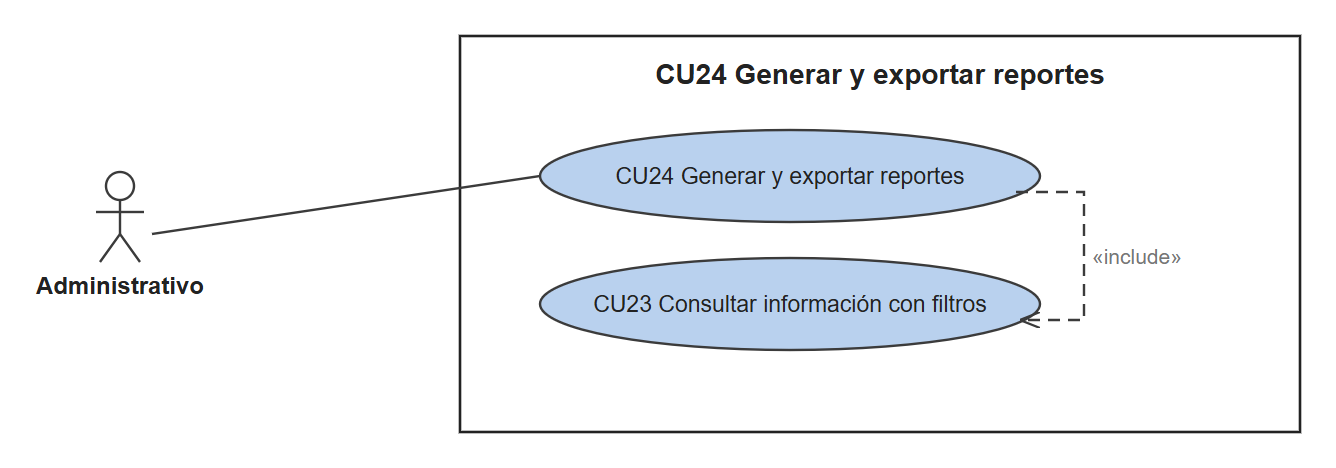 CU24 Generar y exportar reportes
CU24 Generar y exportar reportes
«include»
Administrativo
CU23 Consultar información con filtros